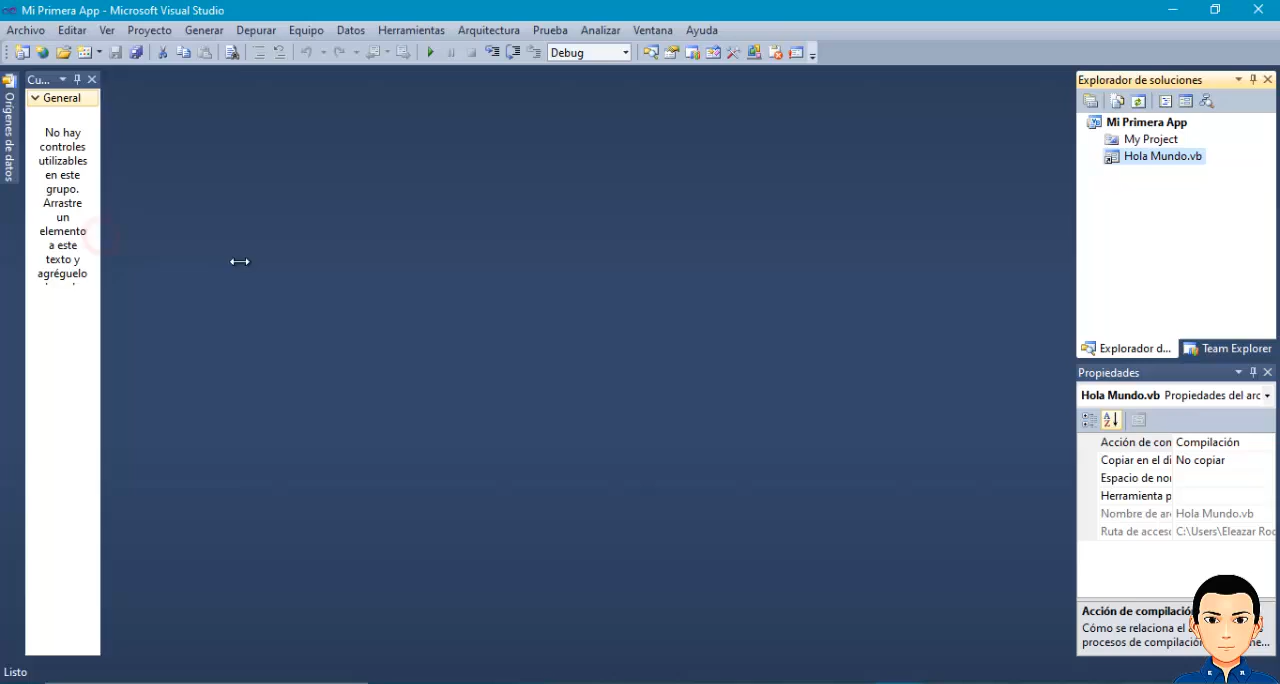 Mi Primera App - Microsoft Visual Studio
Archivo Editar Ver Proyecto Generar Depurar Equipo Datos Herramientas Arquitectura Prueba Analizar Ventana Ayuda
Debug
Cu...
General
No hay
controles
utilizables
en este
grupo.
Arrastre
un
elemento
a este
texto y
agréguelo
Orígenes de datos
Explorador de soluciones
Mi Primera App
My Project
Hola Mundo.vb
Explorador d... Team Explorer
Propiedades
Hola Mundo.vb Propiedades del arc
Acción de con Compilación
Copiar en el di No copiar
Espacio de no
Herramienta p
Nombre de ar Hola Mundo.vb
Ruta de acces C:\Users\Eleazar Ro
Acción de compilació
Cómo se relaciona el
procesos de compilación ne...
Listo